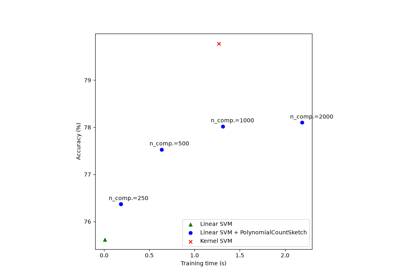 79
78
77
76
Accuracy (%)
n_comp.=1000
n_comp.=2000
n_comp.=500
n_comp.=250
Linear SVM
Linear SVM + PolynomialCountSketch
Kernel SVM
0.0 0.5 1.0 1.5 2.0
Training time (s)